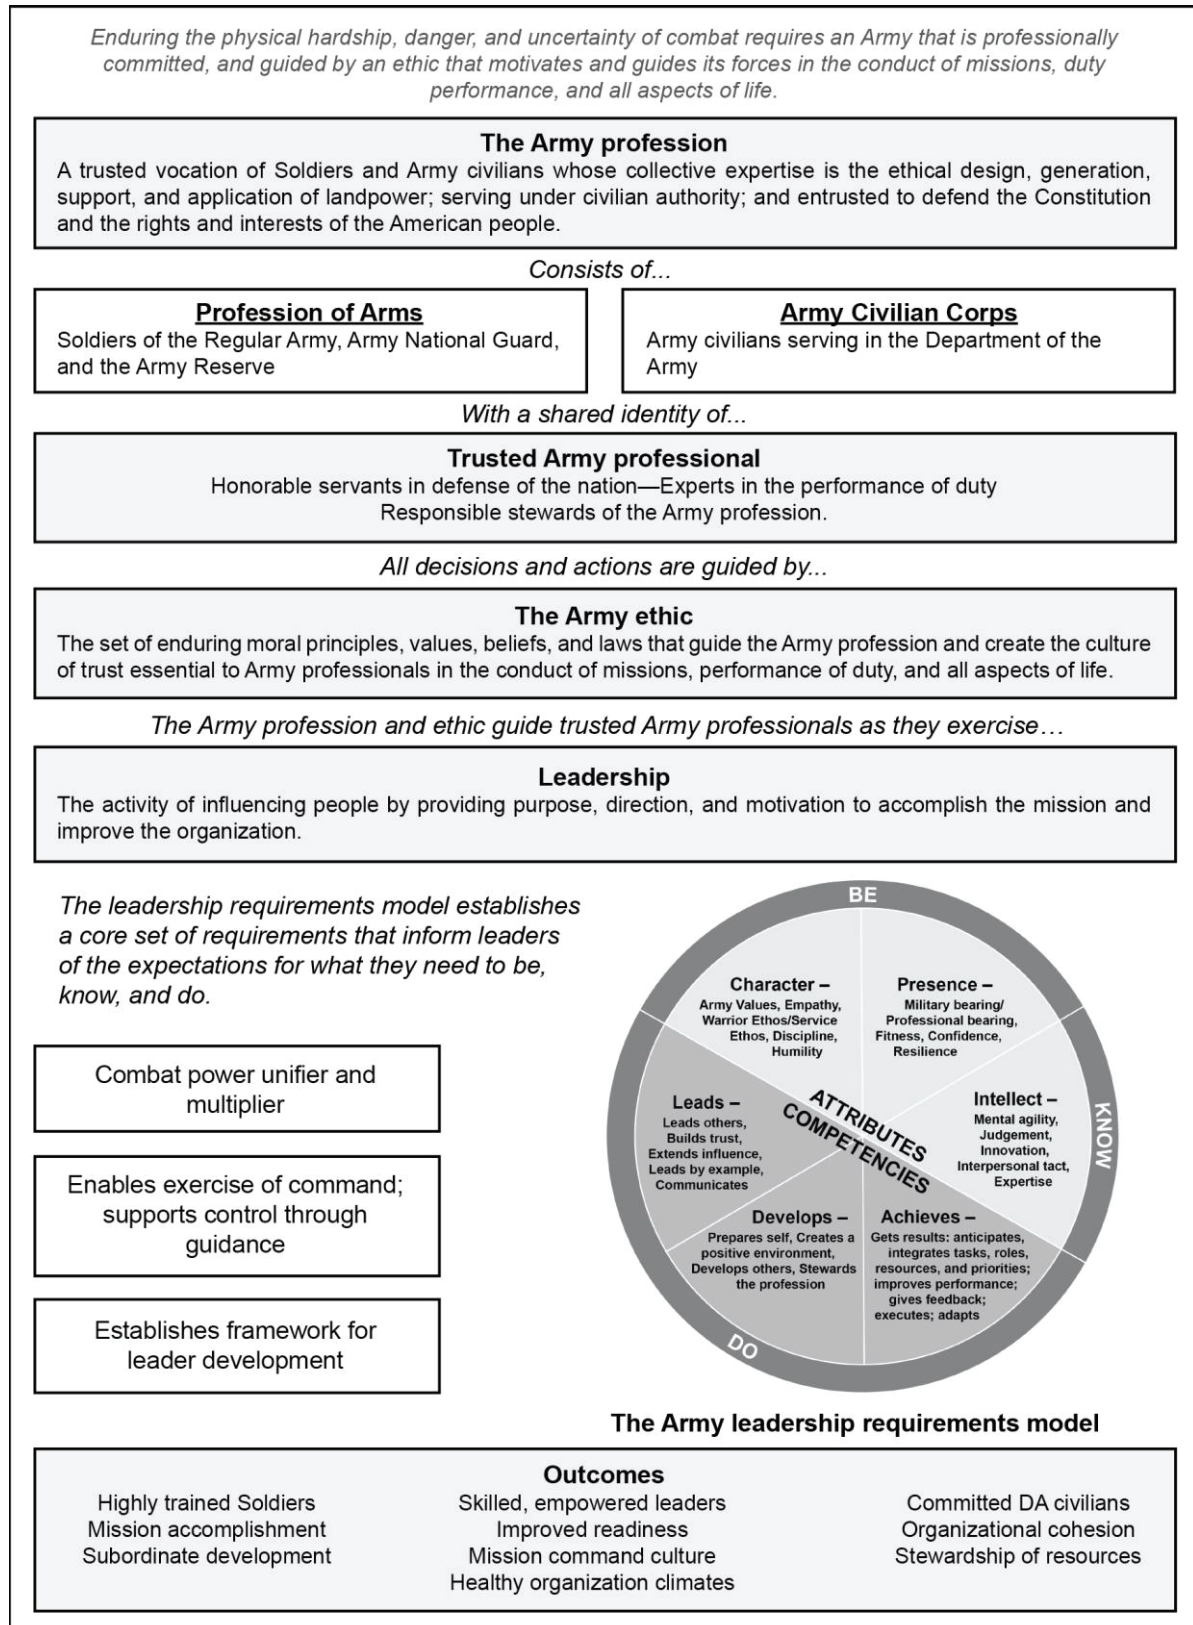 Enduring the physical hardship, danger, and uncertainty of combat requires an Army that is professionally
committed, and guided by an ethic that motivates and guides its forces in the conduct of missions, duty
performance, and all aspects of life.
The Army profession
A trusted vocation of Soldiers and Army civilians whose collective expertise is the ethical design, generation,
support, and application of landpower; serving under civilian authority; and entrusted to defend the Constitution
and the rights and interests of the American people.
Consists of...
Profession of Arms
Soldiers of the Regular Army, Army National Guard,
and the Army Reserve
Army Civilian Corps
Army civilians serving in the Department of the
Army
With a shared identity of...
Trusted Army professional
Honorable servants in defense of the nation—Experts in the performance of duty
Responsible stewards of the Army profession.
All decisions and actions are guided by...
The Army ethic
The set of enduring moral principles, values, beliefs, and laws that guide the Army profession and create the culture
of trust essential to Army professionals in the conduct of missions, performance of duty, and all aspects of life.
The Army profession and ethic guide trusted Army professionals as they exercise…
Leadership
The activity of influencing people by providing purpose, direction, and motivation to accomplish the mission and
improve the organization.
The leadership requirements model establishes
a core set of requirements that inform leaders
of the expectations for what they need to be,
know, and do.
Combat power unifier and
multiplier
Enables exercise of command;
supports control through
guidance
Establishes framework for
leader development
BE
Character –
Army Values, Empathy,
Warrior Ethos/Service
Ethos, Discipline,
Humility
Presence –
Military bearing/
Professional bearing,
Fitness, Confidence,
Resilience
KNOW
Intellect –
Mental agility,
Judgement,
Innovation,
Interpersonal tact,
Expertise
ATTRIBUTES
COMPETENCIES
Leads –
Leads others,
Builds trust,
Extends influence,
Leads by example,
Communicates
Develops –
Prepares self, Creates a
positive environment,
Develops others, Stewards
the profession
Achieves –
Gets results: anticipates,
integrates tasks, roles,
resources, and priorities;
improves performance;
gives feedback;
executes; adapts
DO
The Army leadership requirements model
Outcomes
Highly trained Soldiers
Mission accomplishment
Subordinate development
Skilled, empowered leaders
Improved readiness
Mission command culture
Healthy organization climates
Committed DA civilians
Organizational cohesion
Stewardship of resources